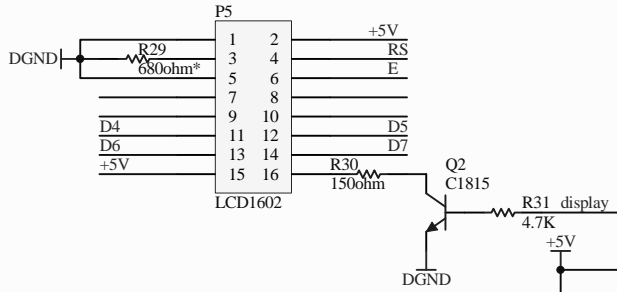 P5
1 2 +5V
DGND R29 3 4 RS
680ohm* 5 6 E
7 8
9 10
D4 11 12 D5
D6 13 14 D7
+5V 15 16 R30
150ohm
LCD1602
Q2
C1815
R31 display
4.7K
+5V
DGND